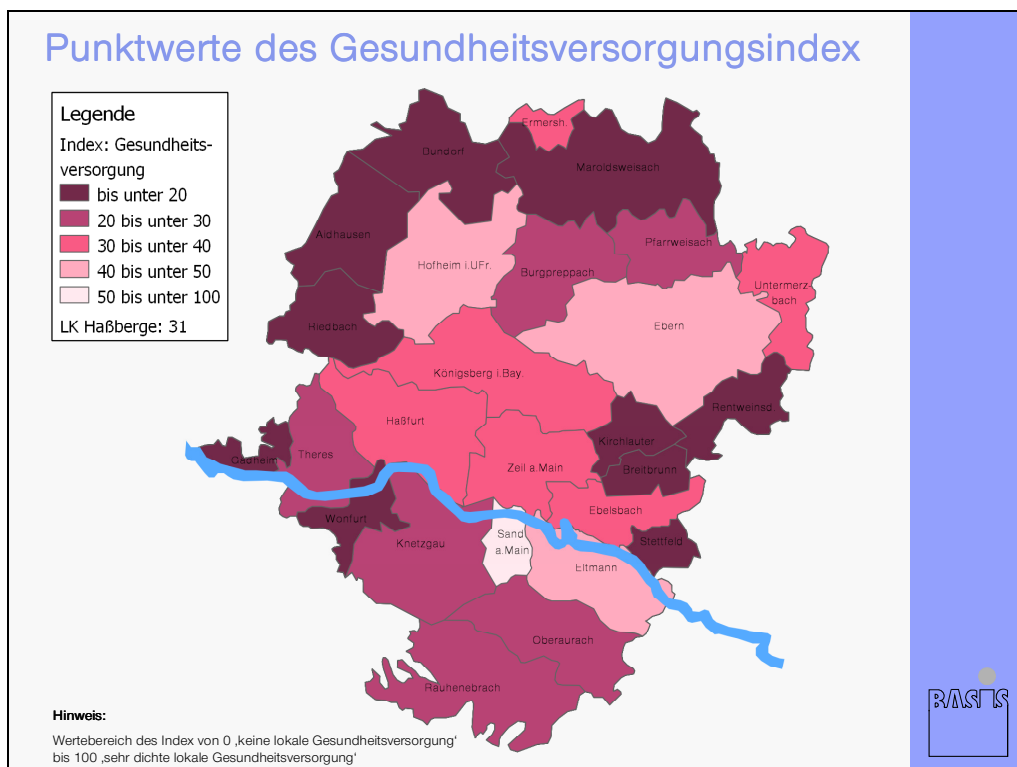 Punktwerte des Gesundheitsversorgungsindex
Legende
Index: Gesundheits-
versorgung
bis unter 20
20 bis unter 30
30 bis unter 40
40 bis unter 50
50 bis unter 100
LK Haßberge: 31
Ermersh.
Bundorf
Maroldsweisach
Aidhausen
Pfarrweisach
Hofheim i.UFr.
Burgpreppach
Untermerz-
bach
Riedbach
Ebern
Königsberg i.Bay.
Rentweinsd.
Haßfurt
Kirchlauter
Theres
Gädheim
Zeil a.Main
Breitbrunn
Ebelsbach
Wonfurt
Sand
a.Main
Knetzgau
Stettfeld
Eltmann
Oberaurach
Rauhenebrach
Hinweis:
Wertebereich des Index von 0 ‚keine lokale Gesundheitsversorgung‘
bis 100 ‚sehr dichte lokale Gesundheitsversorgung‘
BASIS